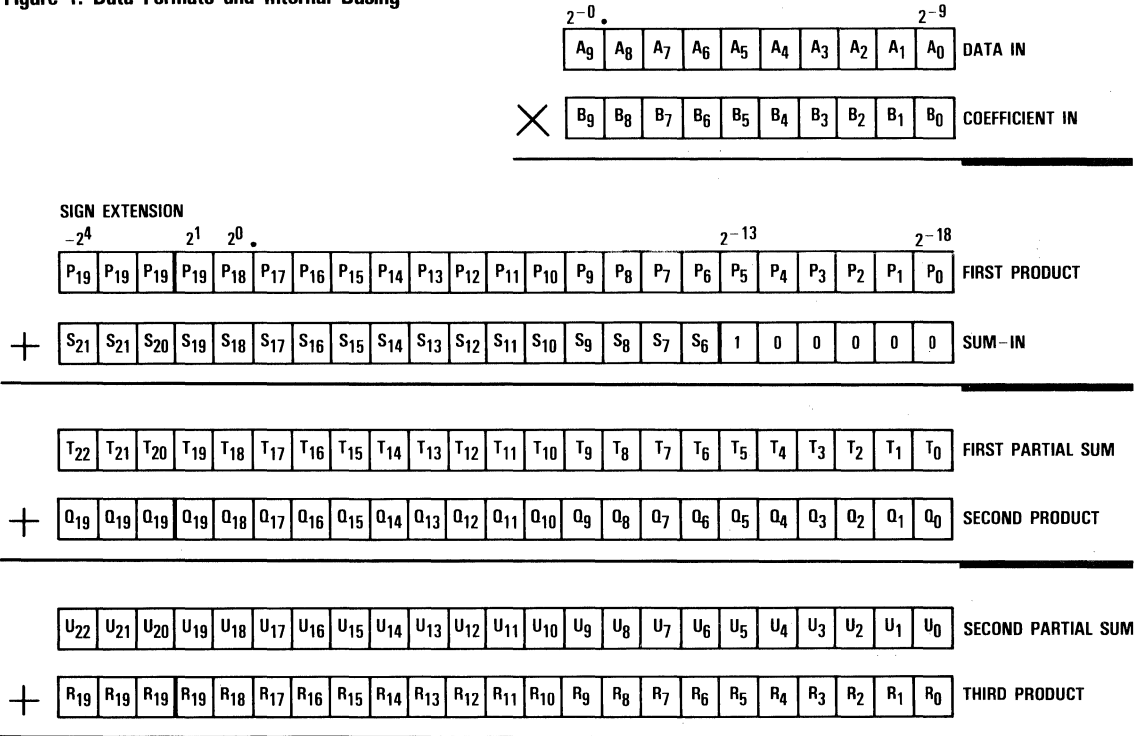 Figure 1. Data Formats and Internal Busing
2⁻⁰ . 2⁻⁹
A₉ A₈ A₇ A₆ A₅ A₄ A₃ A₂ A₁ A₀ DATA IN
× B₉ B₈ B₇ B₆ B₅ B₄ B₃ B₂ B₁ B₀ COEFFICIENT IN
SIGN EXTENSION
−2⁴ 2¹ 2⁰ . 2⁻¹³ 2⁻¹⁸
P₁₉ P₁₉ P₁₉ P₁₉ P₁₈ P₁₇ P₁₆ P₁₅ P₁₄ P₁₃ P₁₂ P₁₁ P₁₀ P₉ P₈ P₇ P₆ P₅ P₄ P₃ P₂ P₁ P₀ FIRST PRODUCT
+ S₂₁ S₂₁ S₂₀ S₁₉ S₁₈ S₁₇ S₁₆ S₁₅ S₁₄ S₁₃ S₁₂ S₁₁ S₁₀ S₉ S₈ S₇ S₆ 1 0 0 0 0 0 SUM−IN
T₂₂ T₂₁ T₂₀ T₁₉ T₁₈ T₁₇ T₁₆ T₁₅ T₁₄ T₁₃ T₁₂ T₁₁ T₁₀ T₉ T₈ T₇ T₆ T₅ T₄ T₃ T₂ T₁ T₀ FIRST PARTIAL SUM
+ Q₁₉ Q₁₉ Q₁₉ Q₁₉ Q₁₈ Q₁₇ Q₁₆ Q₁₅ Q₁₄ Q₁₃ Q₁₂ Q₁₁ Q₁₀ Q₉ Q₈ Q₇ Q₆ Q₅ Q₄ Q₃ Q₂ Q₁ Q₀ SECOND PRODUCT
U₂₂ U₂₁ U₂₀ U₁₉ U₁₈ U₁₇ U₁₆ U₁₅ U₁₄ U₁₃ U₁₂ U₁₁ U₁₀ U₉ U₈ U₇ U₆ U₅ U₄ U₃ U₂ U₁ U₀ SECOND PARTIAL SUM
+ R₁₉ R₁₉ R₁₉ R₁₉ R₁₈ R₁₇ R₁₆ R₁₅ R₁₄ R₁₃ R₁₂ R₁₁ R₁₀ R₉ R₈ R₇ R₆ R₅ R₄ R₃ R₂ R₁ R₀ THIRD PRODUCT